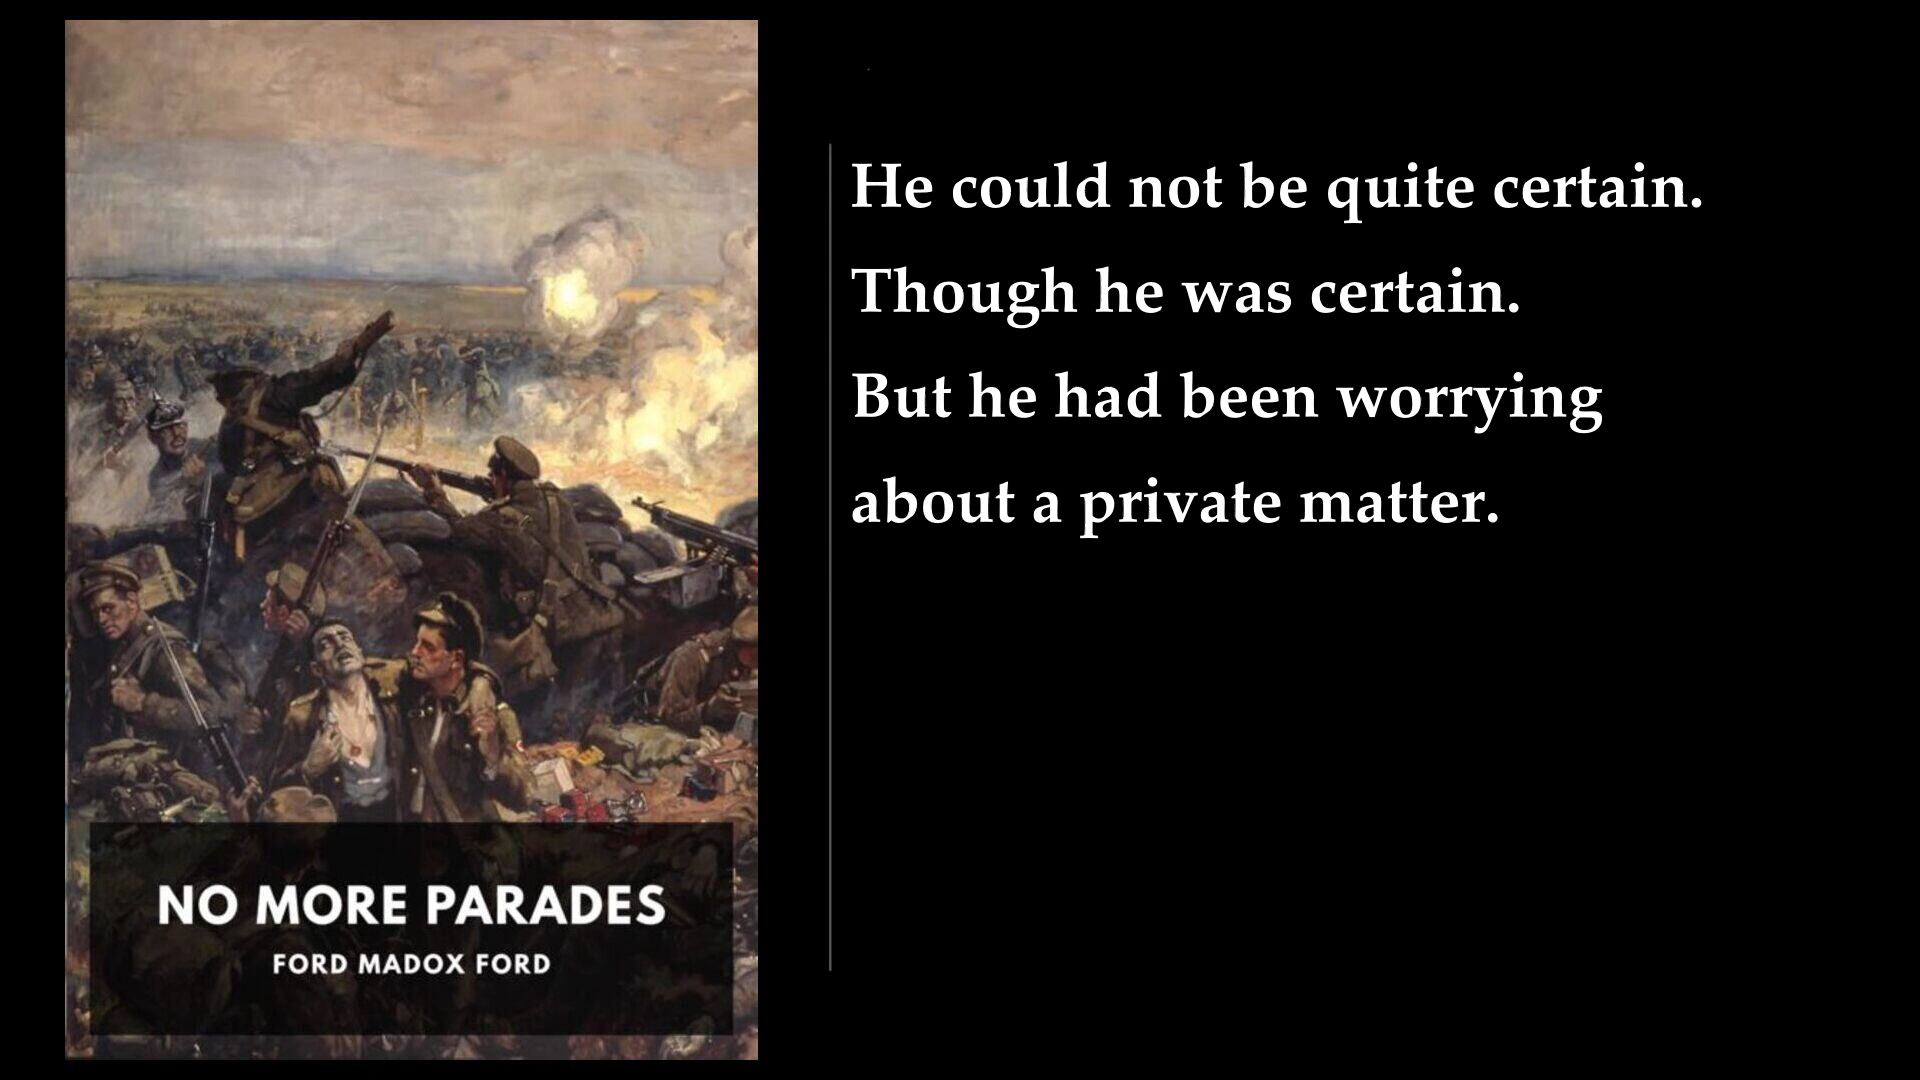 He could not be quite certain.
Though he was certain.
But he had been worrying
about a private matter.
NO MORE PARADES
FORD MADOX FORD